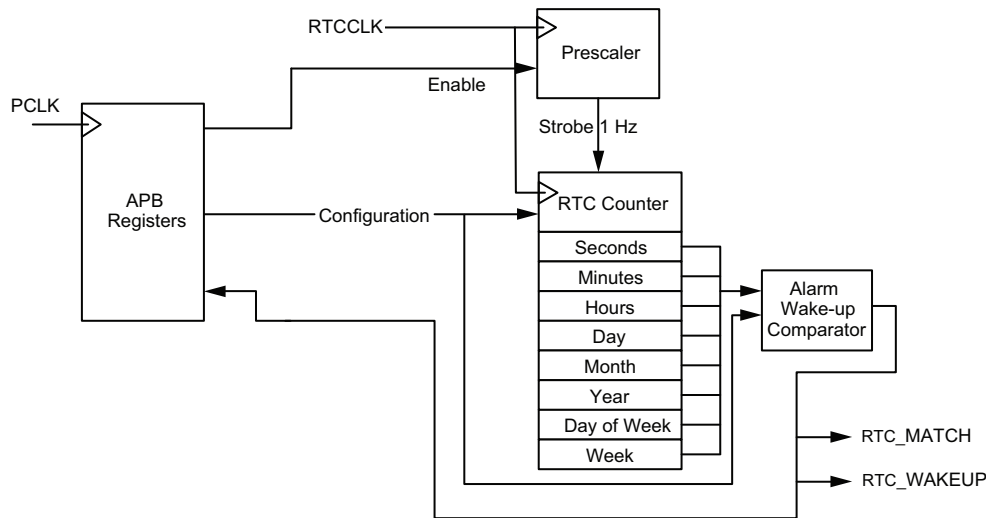 RTCCLK
Prescaler
Enable
PCLK
Strobe 1 Hz
APB
Registers
RTC Counter
Configuration
Seconds
Minutes
Hours
Day
Month
Year
Day of Week
Week
Alarm
Wake-up
Comparator
RTC_MATCH
RTC_WAKEUP